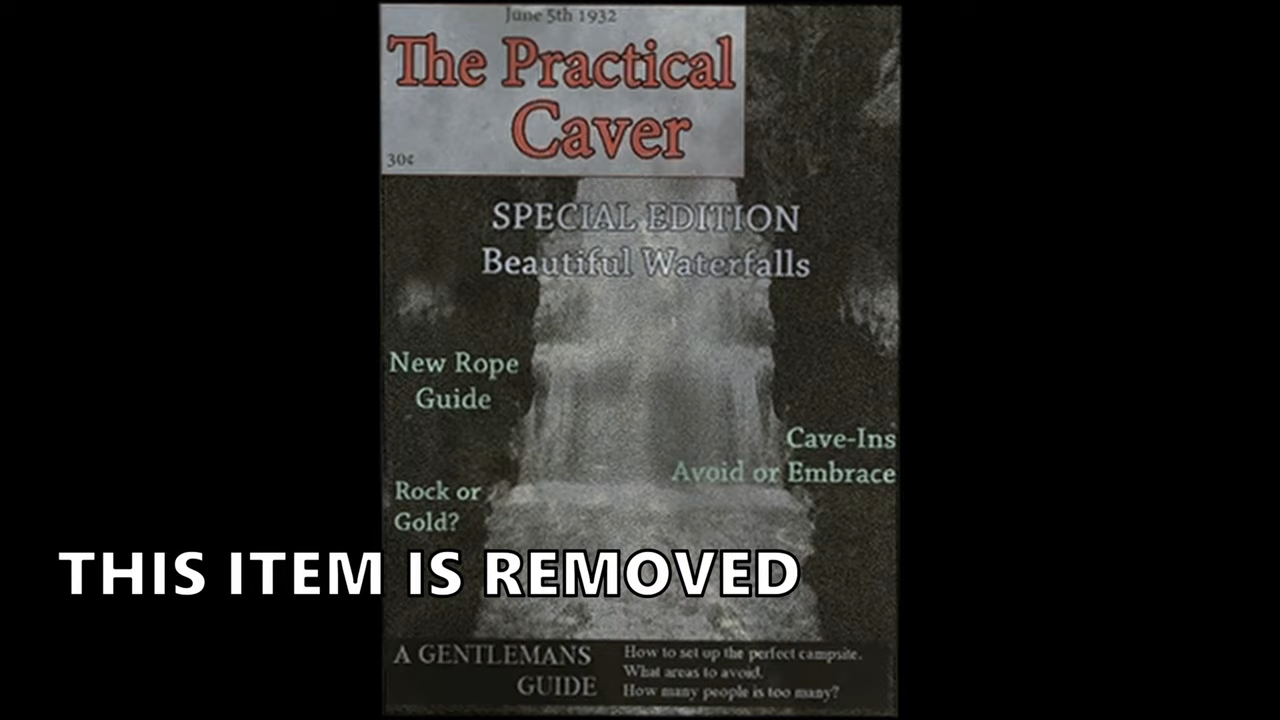 June 5th 1932
The Practical
Caver
30¢
SPECIAL EDITION
Beautiful Waterfalls
New Rope
Guide
Cave-Ins
Avoid or Embrace
Rock or
Gold?
THIS ITEM IS REMOVED
A GENTLEMANS
GUIDE
How to set up the perfect campsite.
What areas to avoid.
How many people is too many?